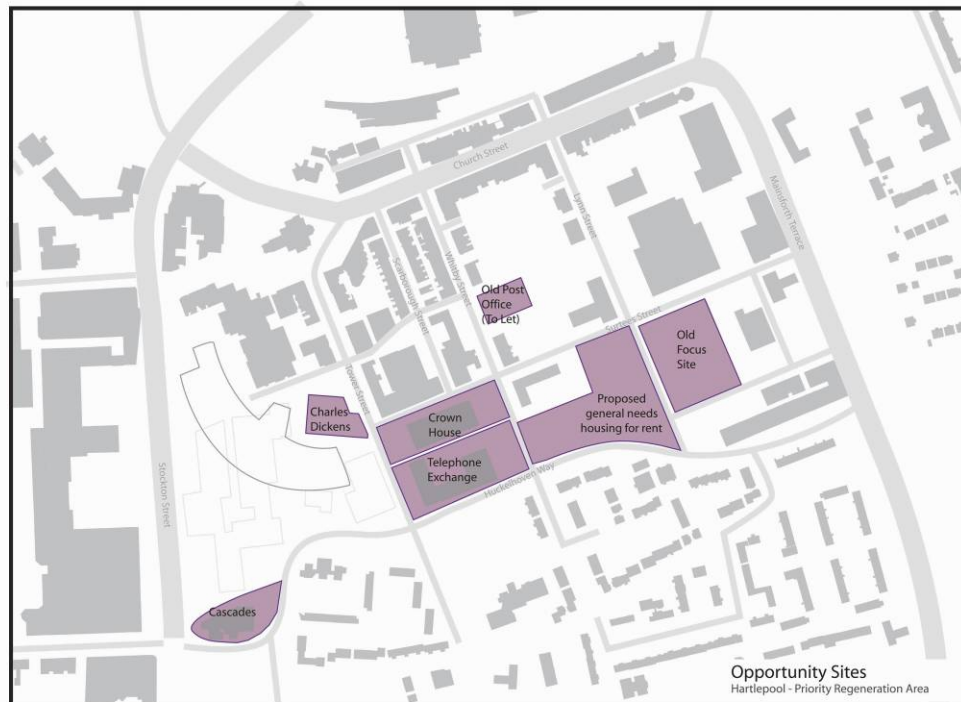 Church Street
Mainsforth Terrace
Lynn Street
Whitby Street
Scarborough Street
Old Post
Office
(To Let)
Surtees Street
Old
Focus
Site
Tower Street
Charles
Dickens
Crown
House
Proposed
general needs
housing for rent
Telephone
Exchange
Huckelhoven Way
Stockton Street
Cascades
Opportunity Sites
Hartlepool - Priority Regeneration Area